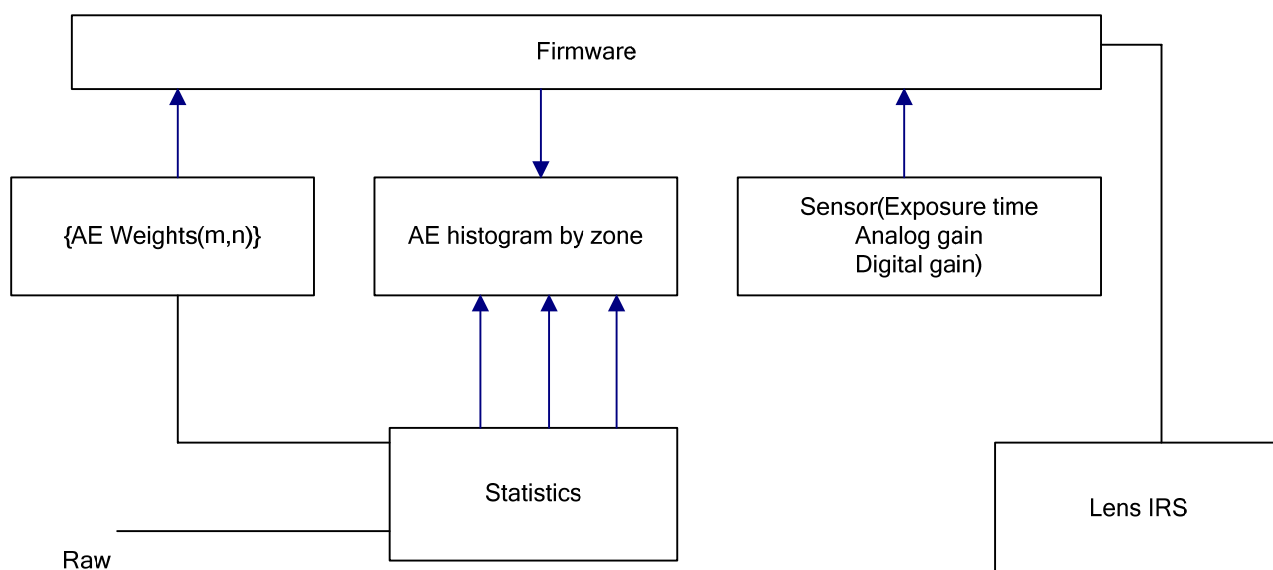 Firmware
{AE Weights(m,n)}
AE histogram by zone
Sensor(Exposure time
Analog gain
Digital gain)
Statistics
Lens IRS
Raw